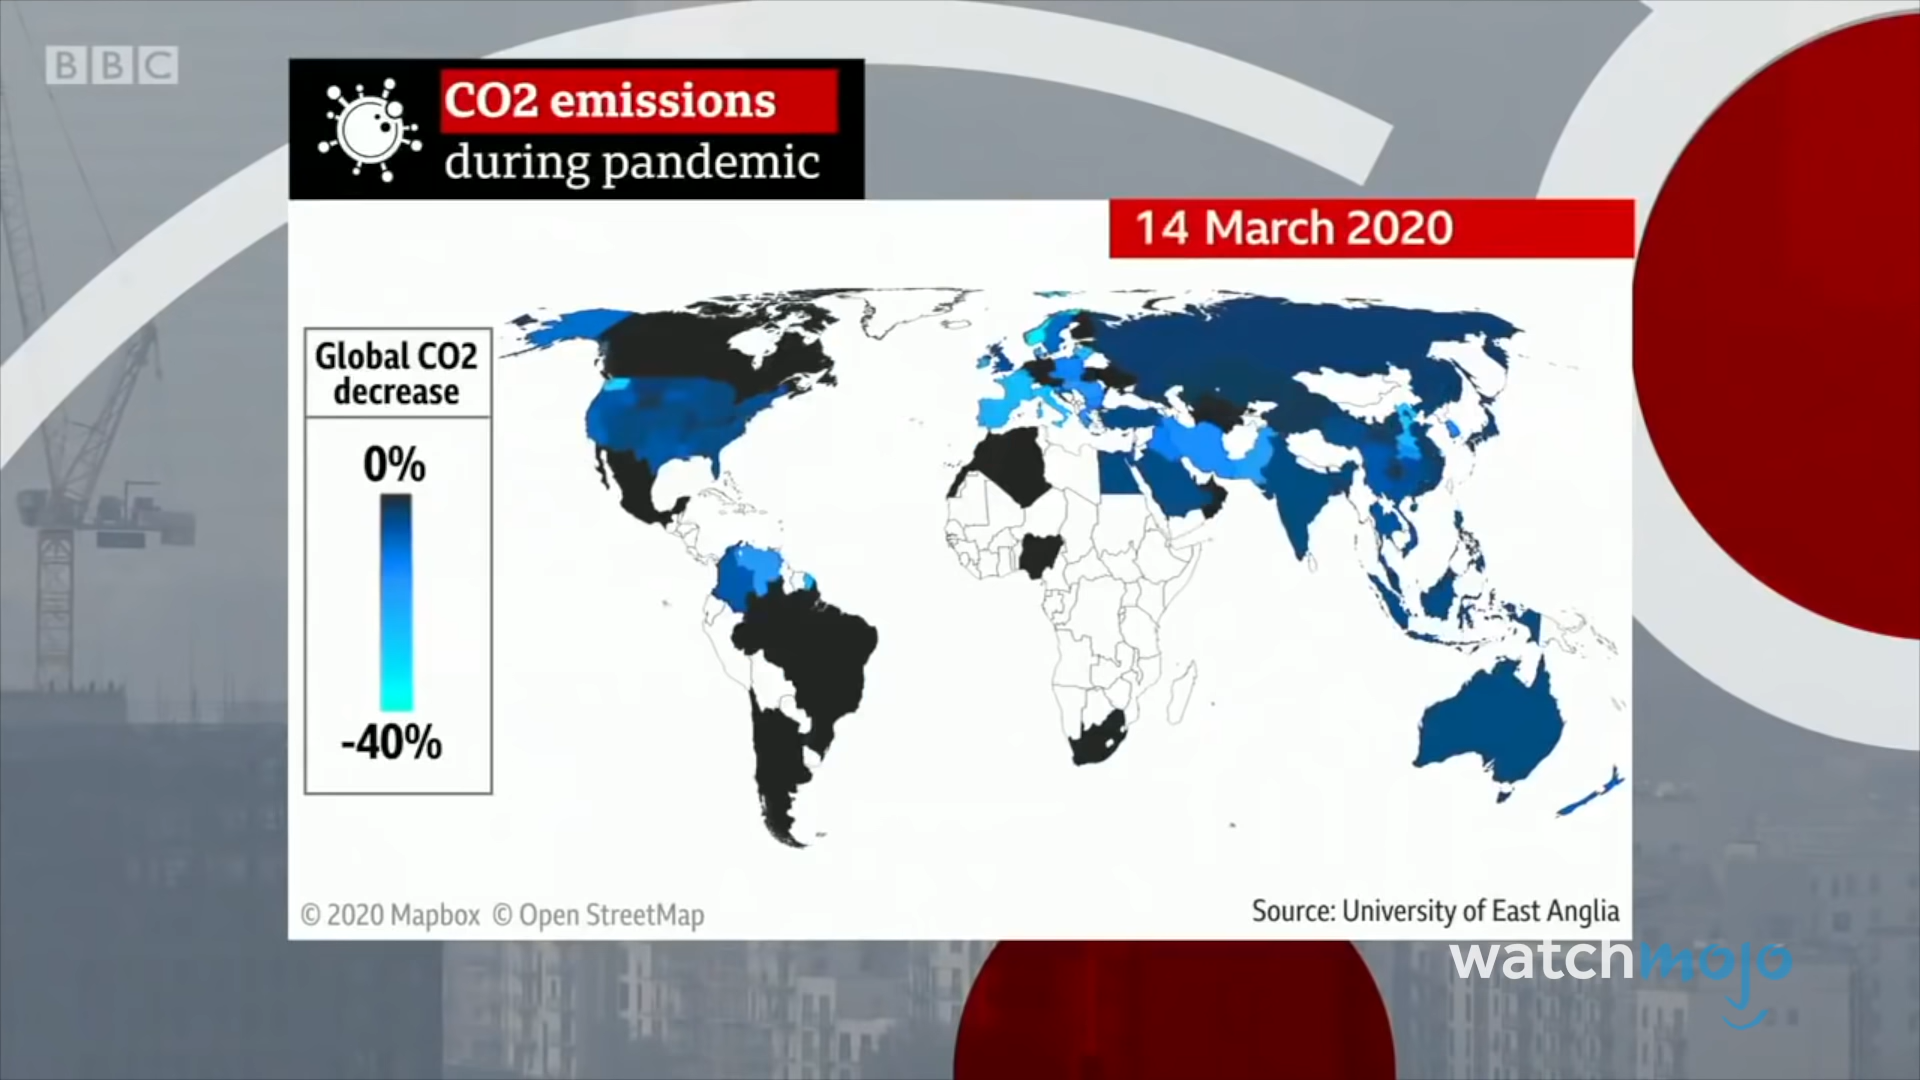 BBC
CO2 emissions
during pandemic
14 March 2020
Global CO2
decrease
0%
-40%
© 2020 Mapbox © Open StreetMap
Source: University of East Anglia
watchmojo